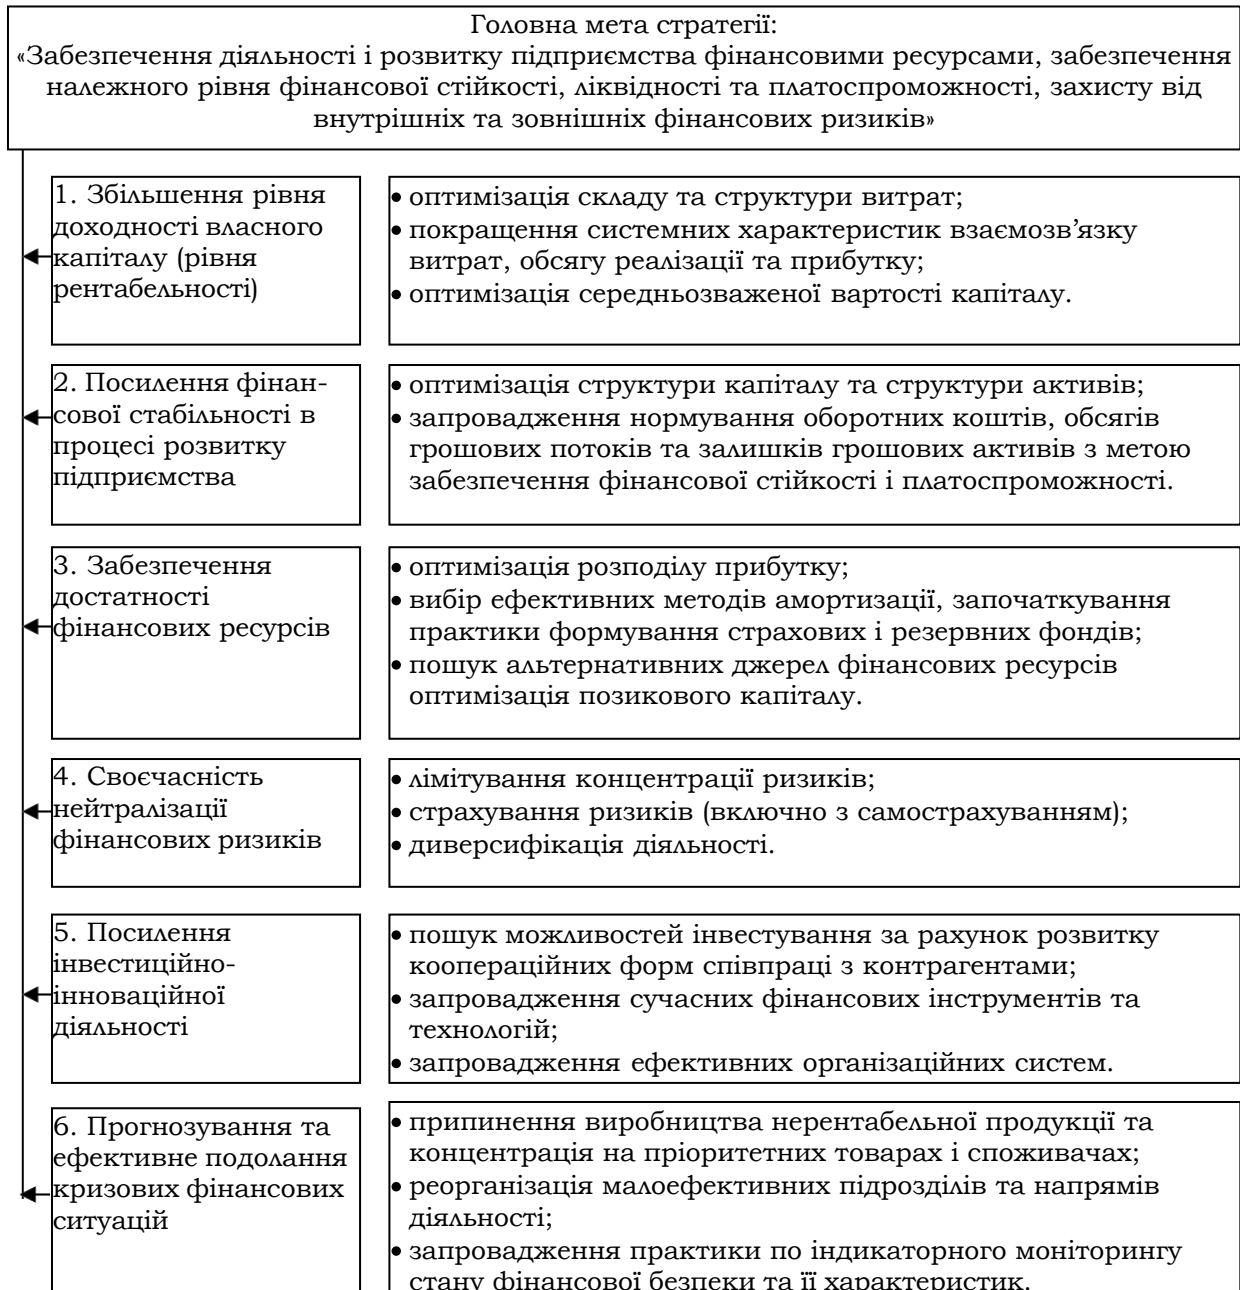 Головна мета стратегії:
«Забезпечення діяльності і розвитку підприємства фінансовими ресурсами, забезпечення
належного рівня фінансової стійкості, ліквідності та платоспроможності, захисту від
внутрішніх та зовнішніх фінансових ризиків»
1. Збільшення рівня
доходності власного
капіталу (рівня
рентабельності)
• оптимізація складу та структури витрат;
• покращення системних характеристик взаємозв’язку
витрат, обсягу реалізації та прибутку;
• оптимізація середньозваженої вартості капіталу.
2. Посилення фінан-
сової стабільності в
процесі розвитку
підприємства
• оптимізація структури капіталу та структури активів;
• запровадження нормування оборотних коштів, обсягів
грошових потоків та залишків грошових активів з метою
забезпечення фінансової стійкості і платоспроможності.
3. Забезпечення
достатності
фінансових ресурсів
• оптимізація розподілу прибутку;
• вибір ефективних методів амортизації, започаткування
практики формування страхових і резервних фондів;
• пошук альтернативних джерел фінансових ресурсів
оптимізація позикового капіталу.
4. Своєчасність
нейтралізації
фінансових ризиків
• лімітування концентрації ризиків;
• страхування ризиків (включно з самострахуванням);
• диверсифікація діяльності.
5. Посилення
інвестиційно-
інноваційної
діяльності
• пошук можливостей інвестування за рахунок розвитку
коопераційних форм співпраці з контрагентами;
• запровадження сучасних фінансових інструментів та
технологій;
• запровадження ефективних організаційних систем.
6. Прогнозування та
ефективне подолання
кризових фінансових
ситуацій
• припинення виробництва нерентабельної продукції та
концентрація на пріоритетних товарах і споживачах;
• реорганізація малоефективних підрозділів та напрямів
діяльності;
• запровадження практики по індикаторного моніторингу
стану фінансової безпеки та її характеристик.